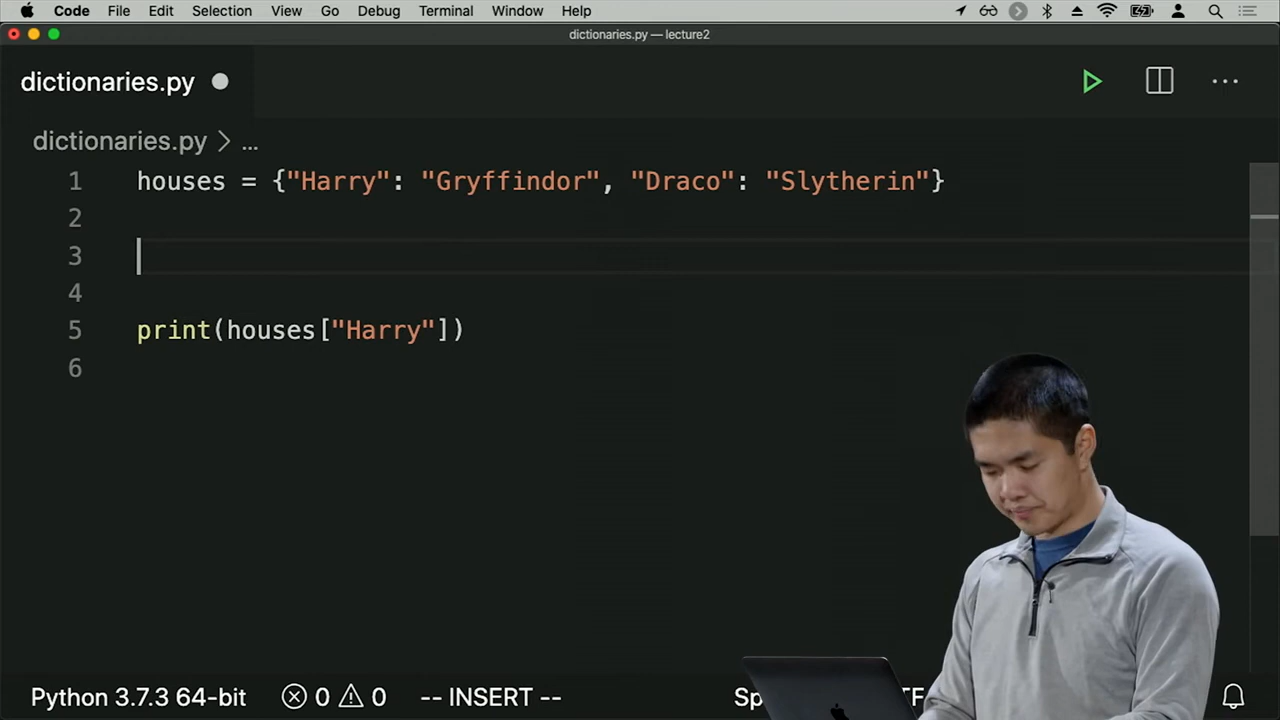 Code File Edit Selection View Go Debug Terminal Window Help
dictionaries.py — lecture2
dictionaries.py
dictionaries.py > ...
1 houses = {"Harry": "Gryffindor", "Draco": "Slytherin"}
2
3
4
5 print(houses["Harry"])
6
Python 3.7.3 64-bit 0 0 -- INSERT --